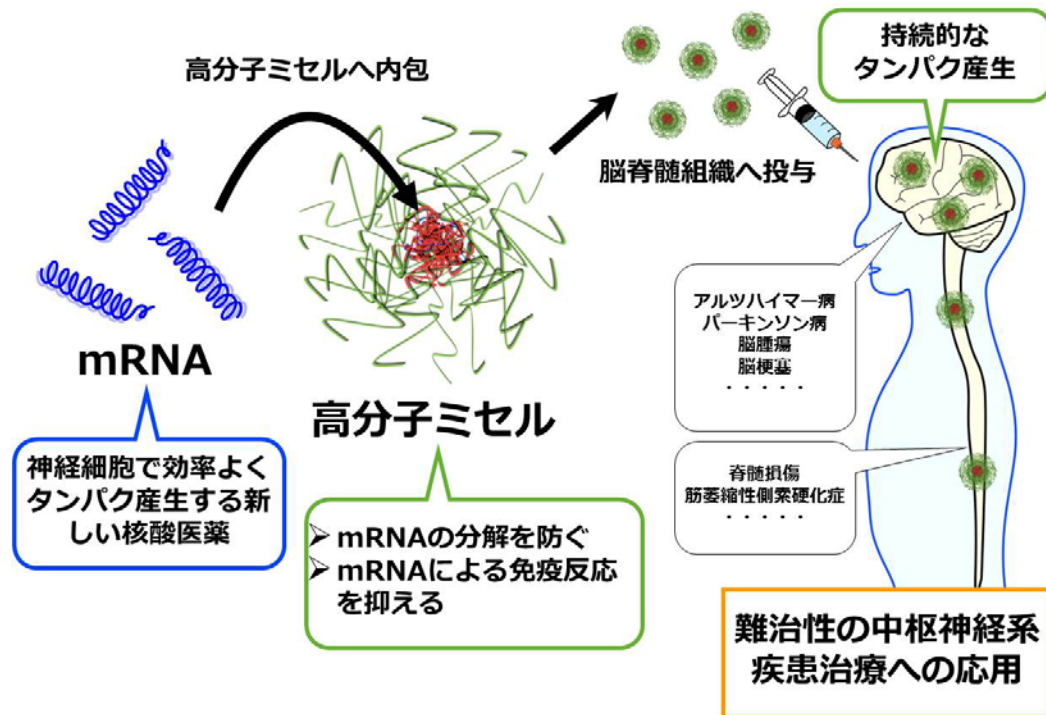 高分子ミセルへ内包
mRNA
神経細胞で効率よく
タンパク産生する新
しい核酸医薬
高分子ミセル
➢ mRNAの分解を防ぐ
➢ mRNAによる免疫反応
を抑える
脳脊髄組織へ投与
持続的な
タンパク産生
アルツハイマー病
パーキンソン病
脳腫瘍
脳梗塞
・・・・・
脊髄損傷
筋萎縮性側索硬化症
・・・・・
難治性の中枢神経系
疾患治療への応用